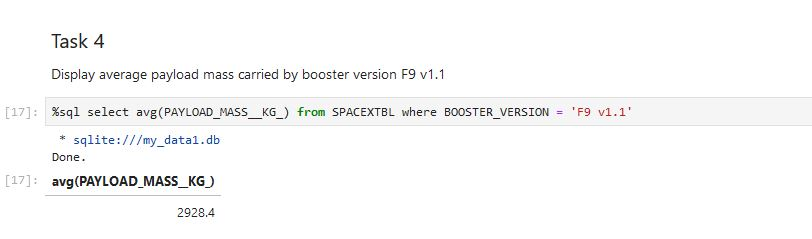 Task 4
Display average payload mass carried by booster version F9 v1.1
[17]: %sql select avg(PAYLOAD_MASS__KG_) from SPACEXTBL where BOOSTER_VERSION = 'F9 v1.1'
* sqlite:///my_data1.db
Done.
[17]: avg(PAYLOAD_MASS__KG_)
2928.4